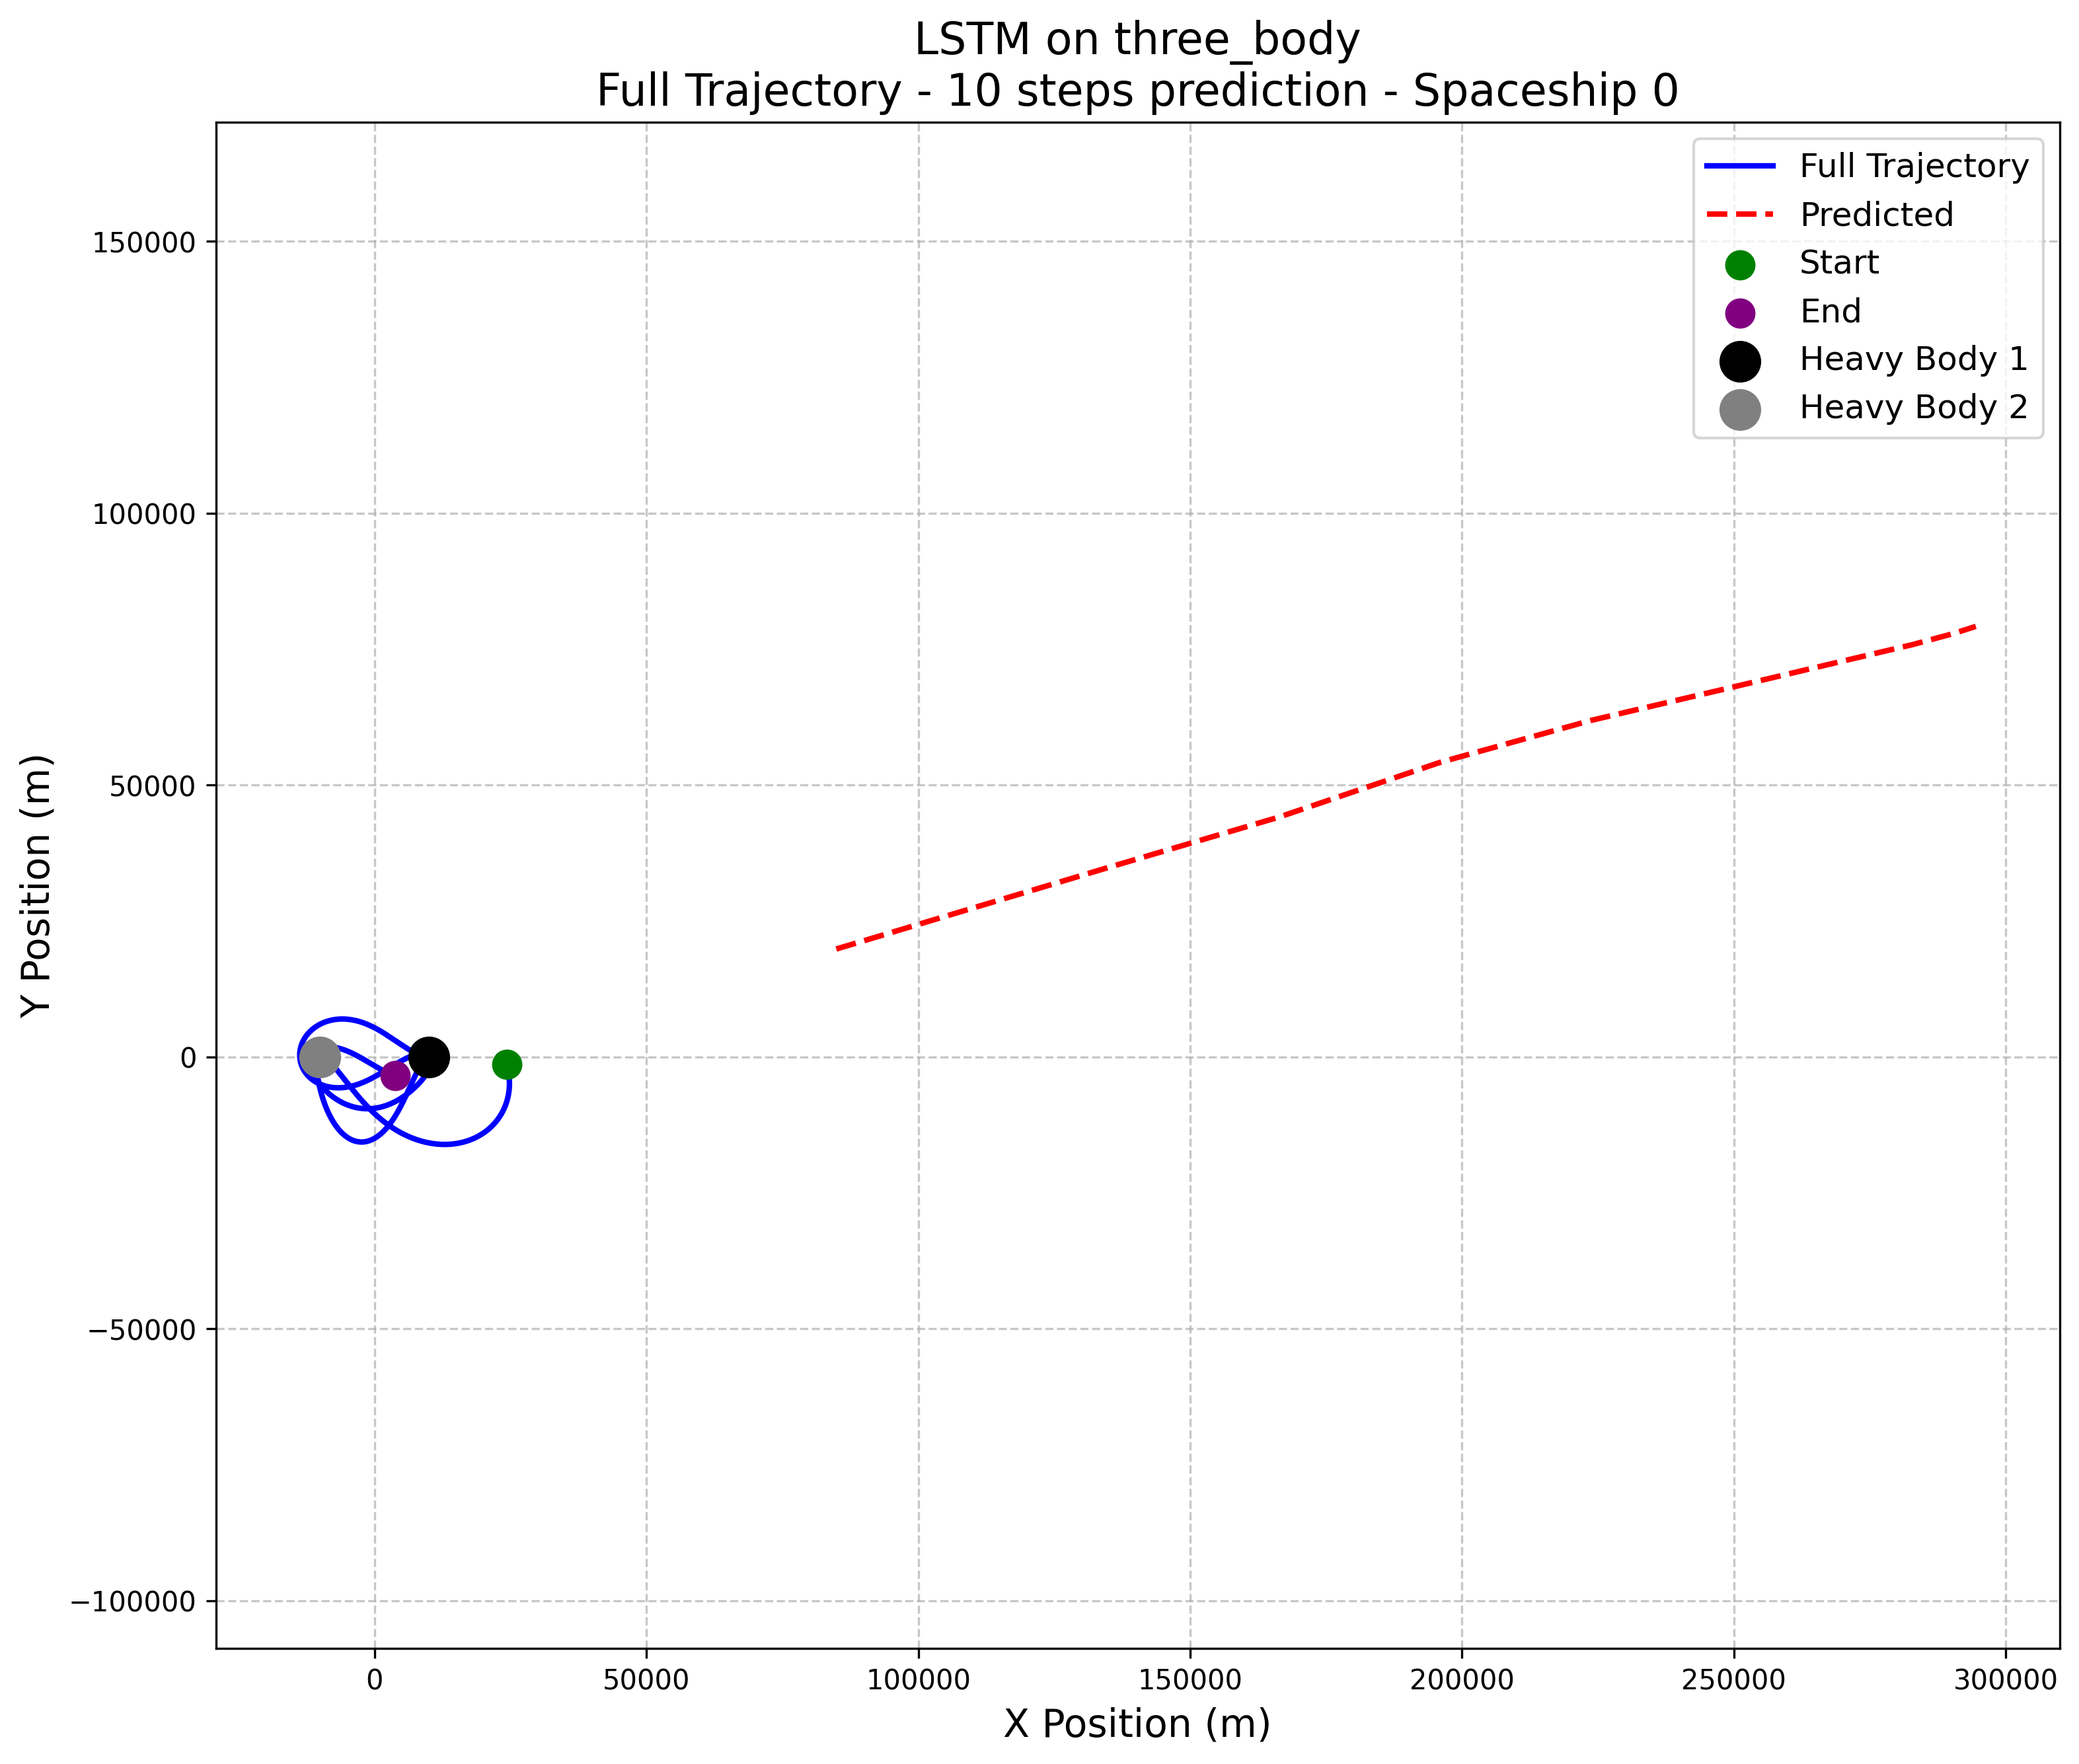 LSTM on three_body
Full Trajectory - 10 steps prediction - Spaceship 0
Full Trajectory
Predicted
Start
End
Heavy Body 1
Heavy Body 2
150000
100000
50000
0
−50000
−100000
Y Position (m)
0 50000 100000 150000 200000 250000 300000
X Position (m)